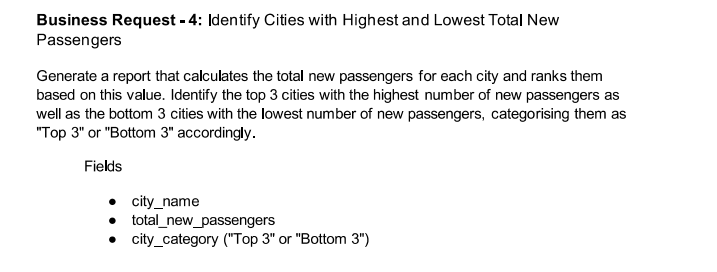 Business Request - 4: Identify Cities with Highest and Lowest Total New
Passengers
Generate a report that calculates the total new passengers for each city and ranks them
based on this value. Identify the top 3 cities with the highest number of new passengers as
well as the bottom 3 cities with the lowest number of new passengers, categorising them as
"Top 3" or "Bottom 3" accordingly.
Fields
● city_name
● total_new_passengers
● city_category ("Top 3" or "Bottom 3")